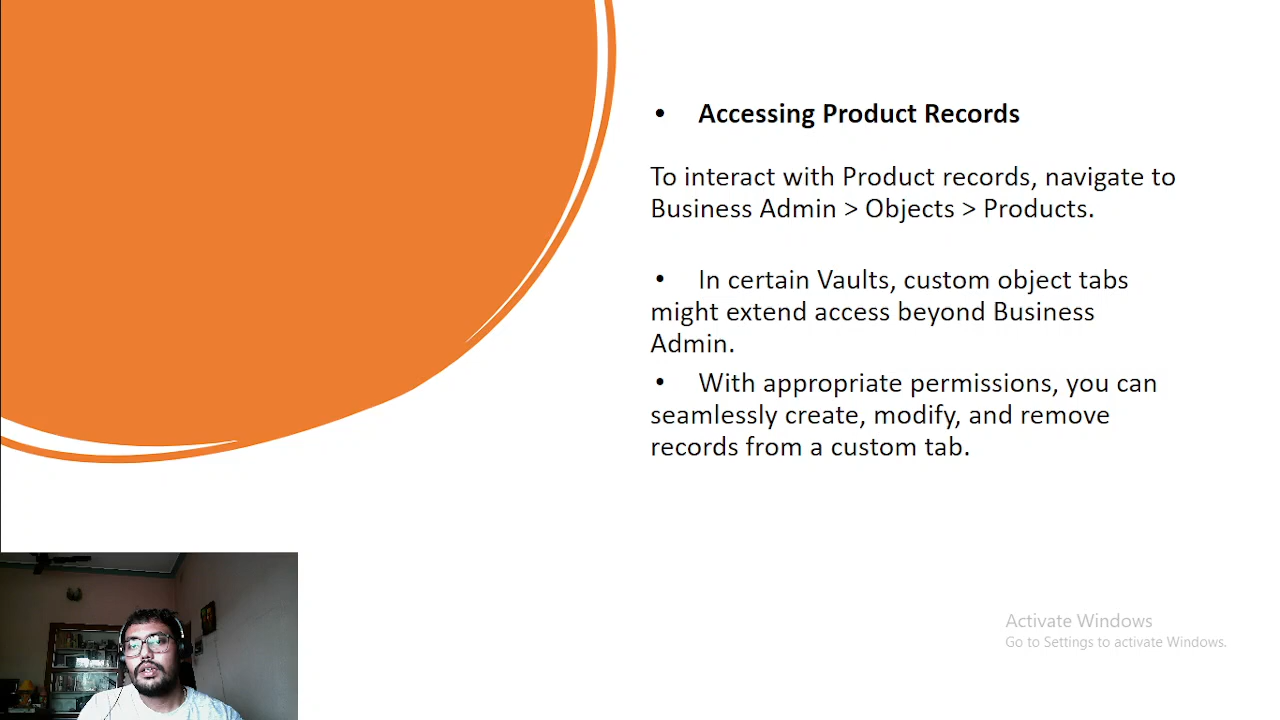 • Accessing Product Records
To interact with Product records, navigate to
Business Admin > Objects > Products.
• In certain Vaults, custom object tabs
might extend access beyond Business
Admin.
• With appropriate permissions, you can
seamlessly create, modify, and remove
records from a custom tab.
Activate Windows
Go to Settings to activate Windows.